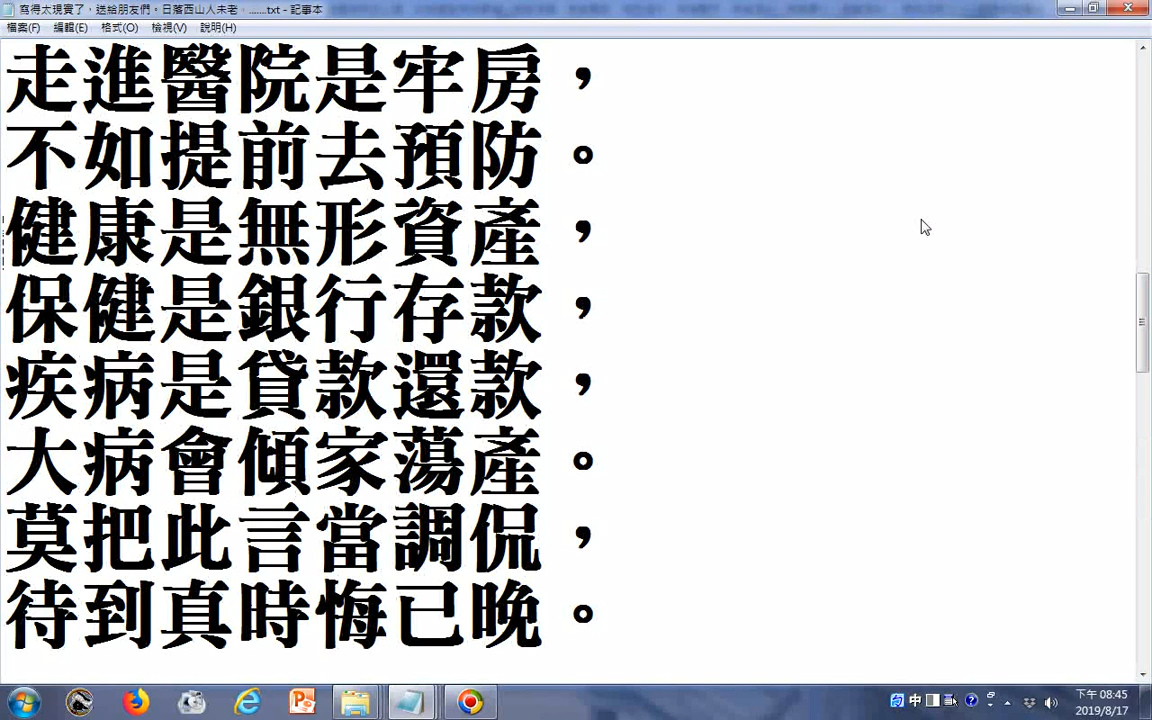 寫得太現實了，送給朋友們。日落西山人未老，......txt - 記事本
檔案(F) 編輯(E) 格式(O) 檢視(V) 說明(H)
走進醫院是牢房，
不如提前去預防。
健康是無形資產，
保健是銀行存款，
疾病是貸款還款，
大病會傾家蕩產。
莫把此言當調侃，
待到真時悔已晚。
中
下午 08:45
2019/8/17